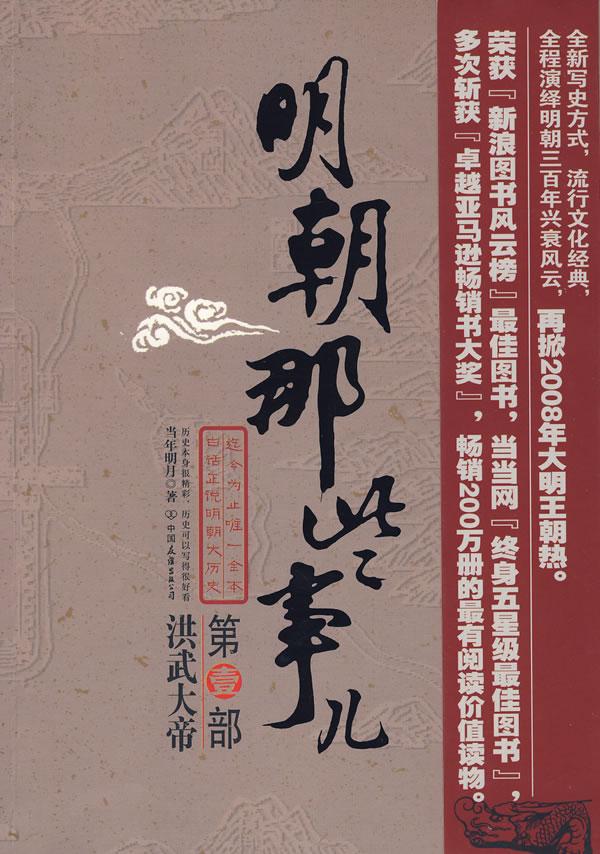 全新写史方式，流行文化经典，
全程演绎明朝三百年兴衰风云，再掀2008年大明王朝热。
荣获『新浪图书风云榜』最佳图书，当当网『终身五星级最佳图书』，
多次斩获『卓越亚马逊畅销书大奖』，畅销200万册的最有阅读价值读物。
明朝那些事儿
迄今为止唯一全本
白话正说明朝大历史
第壹部
洪武大帝
历史本身很精彩，历史可以写得很好看
当年明月◎著
中国友谊出版公司